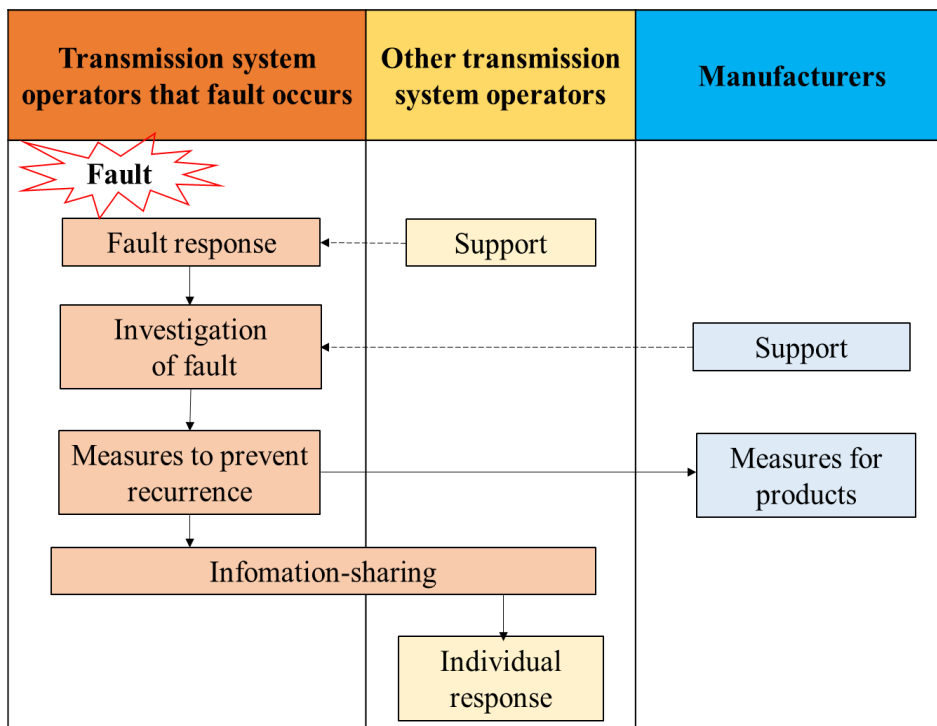 Transmission system
operators that fault occurs
Other transmission
system operators
Manufacturers
Fault
Fault response
Support
Investigation
of fault
Support
Measures to prevent
recurrence
Measures for
products
Infomation-sharing
Individual
response